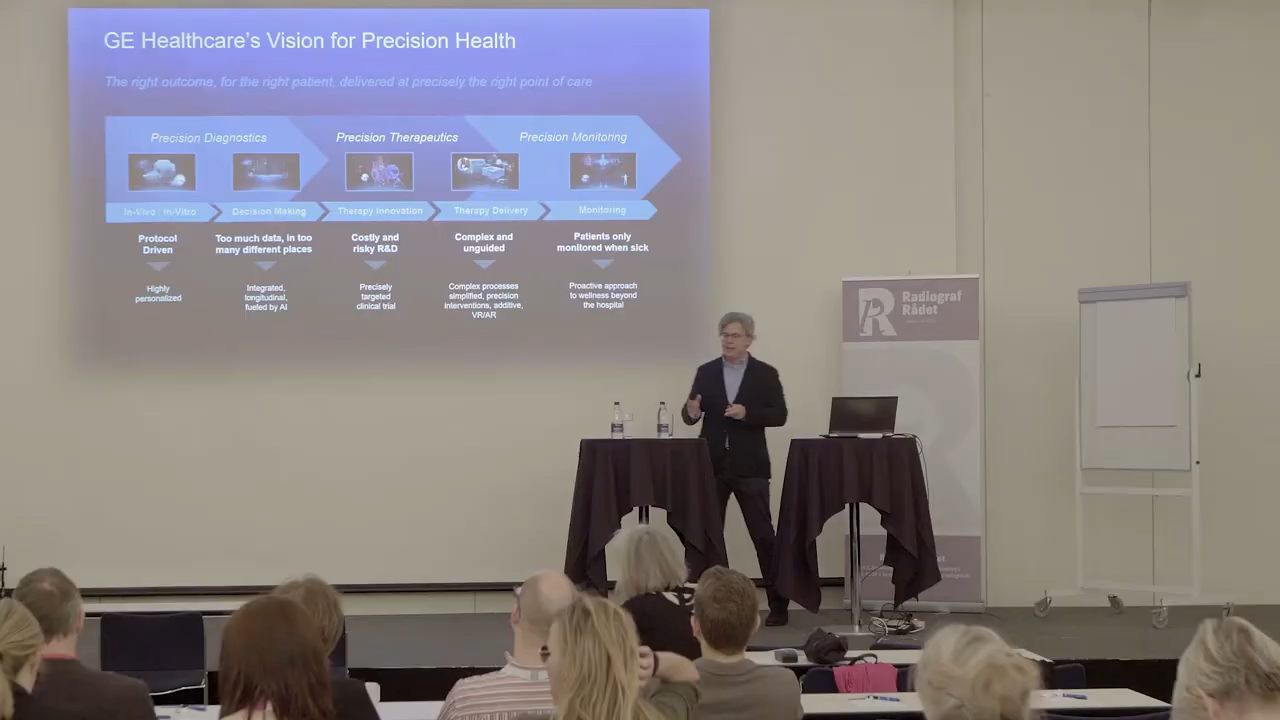 GE Healthcare's Vision for Precision Health
The right outcome, for the right patient, delivered at precisely the right point of care
Precision Diagnostics
Precision Therapeutics
Precision Monitoring
In-Vivo / In-Vitro
Decision Making
Therapy Innovation
Therapy Delivery
Monitoring
Protocol
Driven
Too much data, in too
many different places
Costly and
risky R&D
Complex and
unguided
Patients only
monitored when sick
Highly
personalized
Integrated,
longitudinal,
fueled by AI
Precisely
targeted
clinical trial
Complex processes
simplified, precision
interventions, additive,
VR/AR
Proactive approach
to wellness beyond
the hospital
R
Radiograf
Rådet